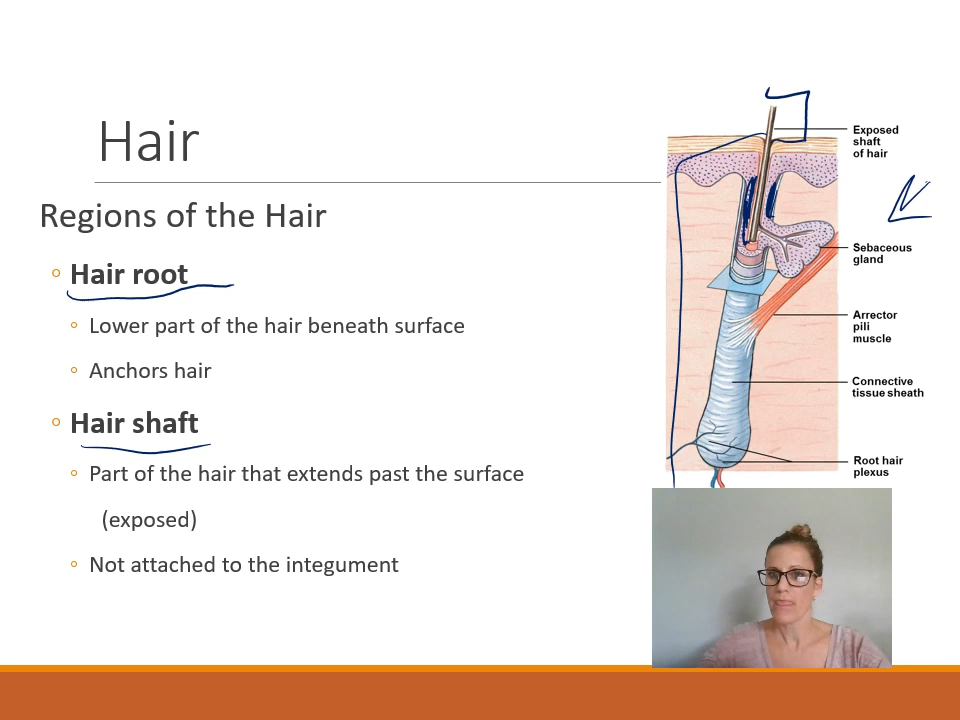 Hair
Regions of the Hair
Hair root
Lower part of the hair beneath surface
Anchors hair
Hair shaft
Part of the hair that extends past the surface
(exposed)
Not attached to the integument
Exposed
shaft
of hair
Sebaceous
gland
Arrector
pili
muscle
Connective
tissue sheath
Root hair
plexus